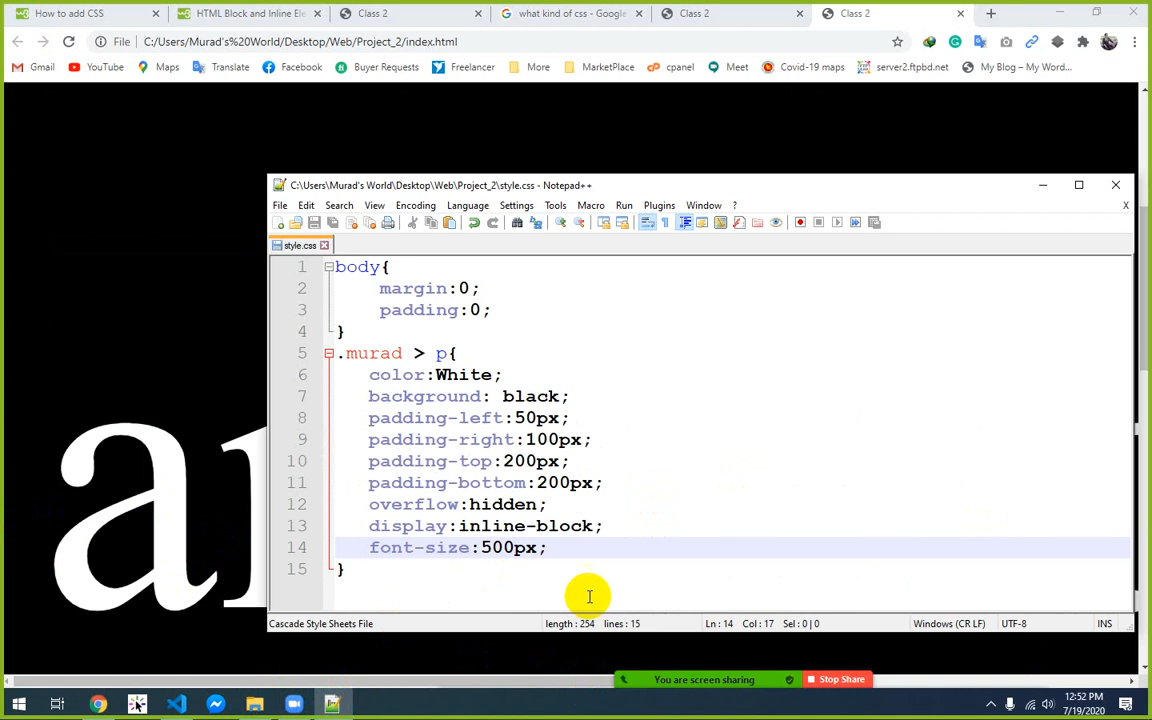 How to add CSS
HTML Block and Inline Ele
Class 2
what kind of css - Google
Class 2
Class 2
File
C:/Users/Murad's%20World/Desktop/Web/Project_2/index.html
Gmail
YouTube
Maps
Translate
Facebook
Buyer Requests
Freelancer
More
MarketPlace
cpanel
Meet
Covid-19 maps
server2.ftpbd.net
My Blog – My Word...
C:\Users\Murad's World\Desktop\Web\Project_2\style.css - Notepad++
File Edit Search View Encoding Language Settings Tools Macro Run Plugins Window ?
X
style.css
1 body{
2 margin:0;
3 padding:0;
4 }
5 .murad > p{
6 color:White;
7 background: black;
8 padding-left:50px;
9 padding-right:100px;
10 padding-top:200px;
11 padding-bottom:200px;
12 overflow:hidden;
13 display:inline-block;
14 font-size:500px;
15 }
Cascade Style Sheets File
length : 254 lines : 15
Ln : 14 Col : 17 Sel : 0 | 0
Windows (CR LF)
UTF-8
INS
You are screen sharing
Stop Share
12:52 PM
7/19/2020